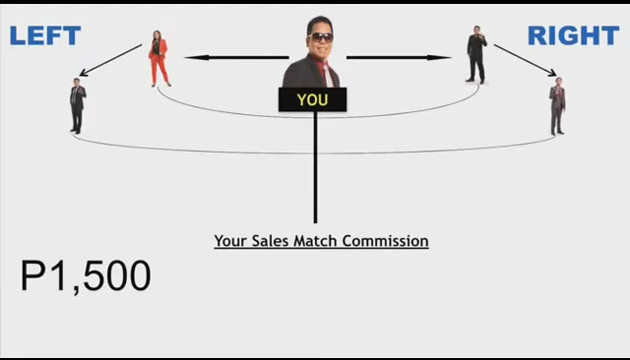 LEFT
RIGHT
YOU
Your Sales Match Commission
P1,500